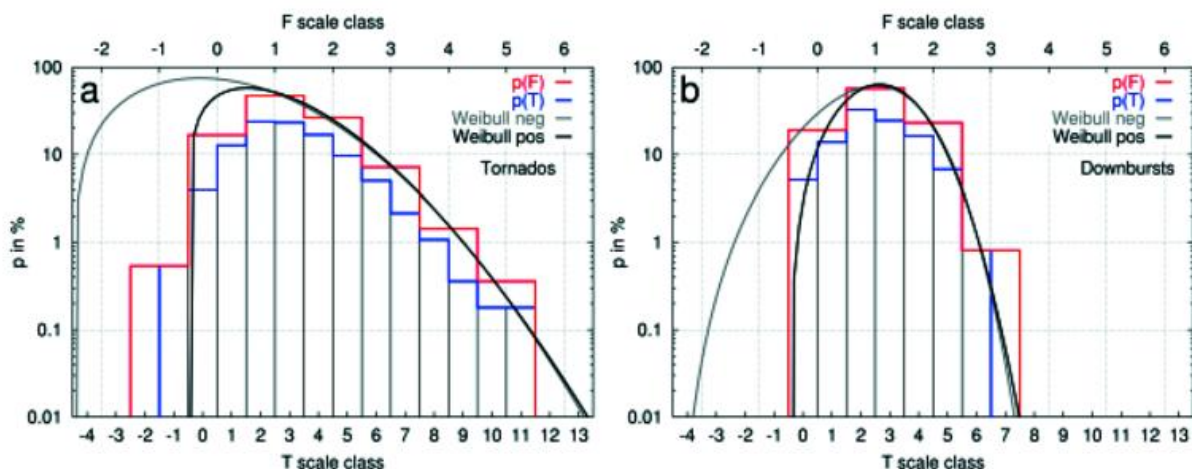 F scale class
-2 -1 0 1 2 3 4 5 6
100
10
1
0.1
0.01
p in %
a
p(F)
p(T)
Weibull neg
Weibull pos
Tornados
-4 -3 -2 -1 0 1 2 3 4 5 6 7 8 9 10 11 12 13
T scale class
F scale class
-2 -1 0 1 2 3 4 5 6
100
10
1
0.1
0.01
p in %
b
p(F)
p(T)
Weibull neg
Weibull pos
Downbursts
-4 -3 -2 -1 0 1 2 3 4 5 6 7 8 9 10 11 12 13
T scale class